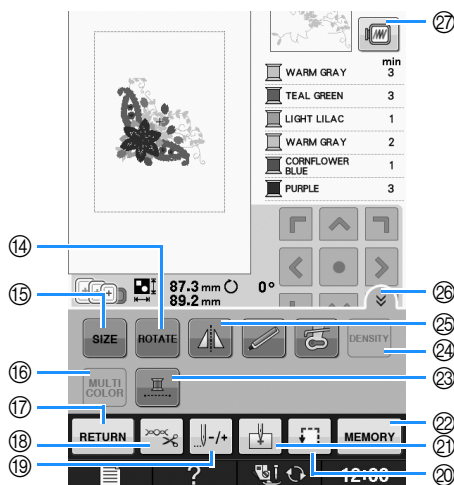 ㉗
min
WARM GRAY 3
TEAL GREEN 3
LIGHT LILAC 1
WARM GRAY 2
CORNFLOWER
BLUE 1
PURPLE 3
⑭
⑮
87.3 mm 0°
89.2 mm
㉖
㉕
SIZE
ROTATE
DENSITY
㉔
⑯
MULTI
COLOR
㉓
⑰
RETURN
-/+
MEMORY
㉒
⑱
⑲
㉑
⑳
?
12:00